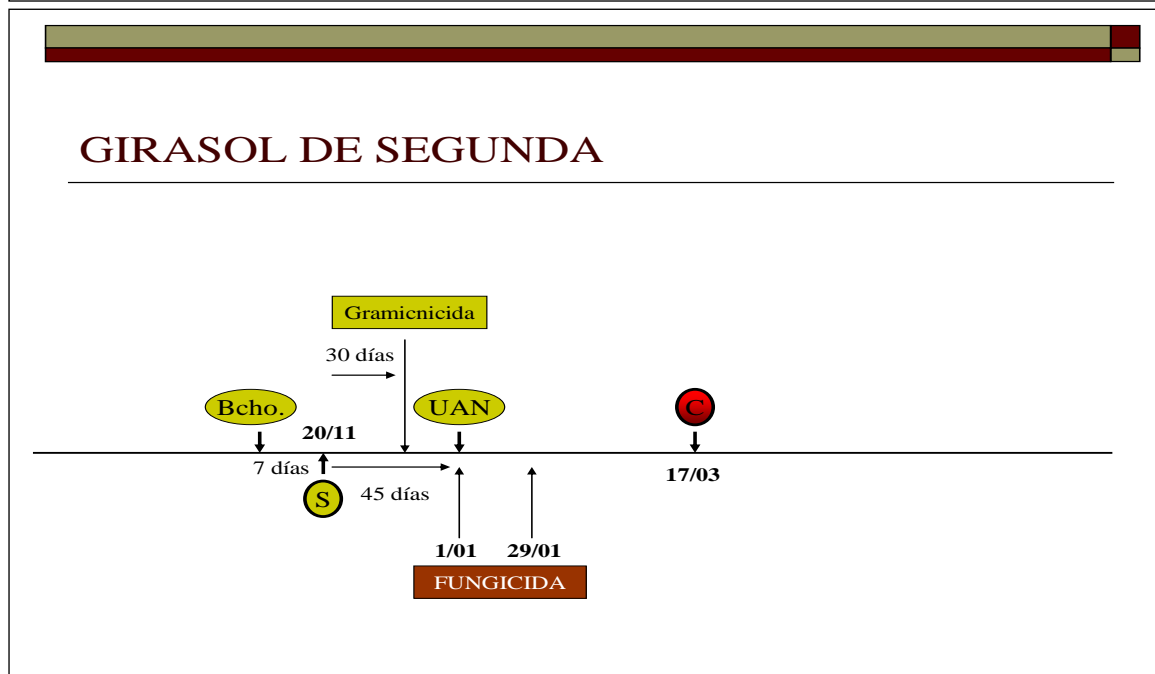 GIRASOL DE SEGUNDA
Gramicnicida
30 días
Bcho.
UAN
C
20/11
7 días
45 días
17/03
S
1/01
29/01
FUNGICIDA